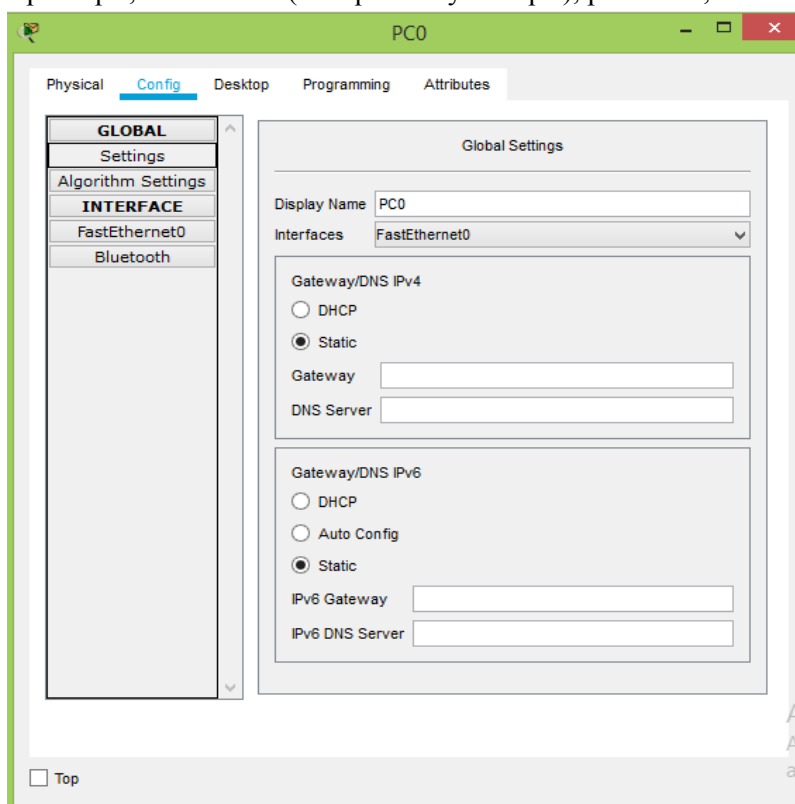 PC0
Physical Config Desktop Programming Attributes
GLOBAL
Settings
Algorithm Settings
INTERFACE
FastEthernet0
Bluetooth
Global Settings
Display Name PC0
Interfaces FastEthernet0
Gateway/DNS IPv4
DHCP
Static
Gateway
DNS Server
Gateway/DNS IPv6
DHCP
Auto Config
Static
IPv6 Gateway
IPv6 DNS Server
Top